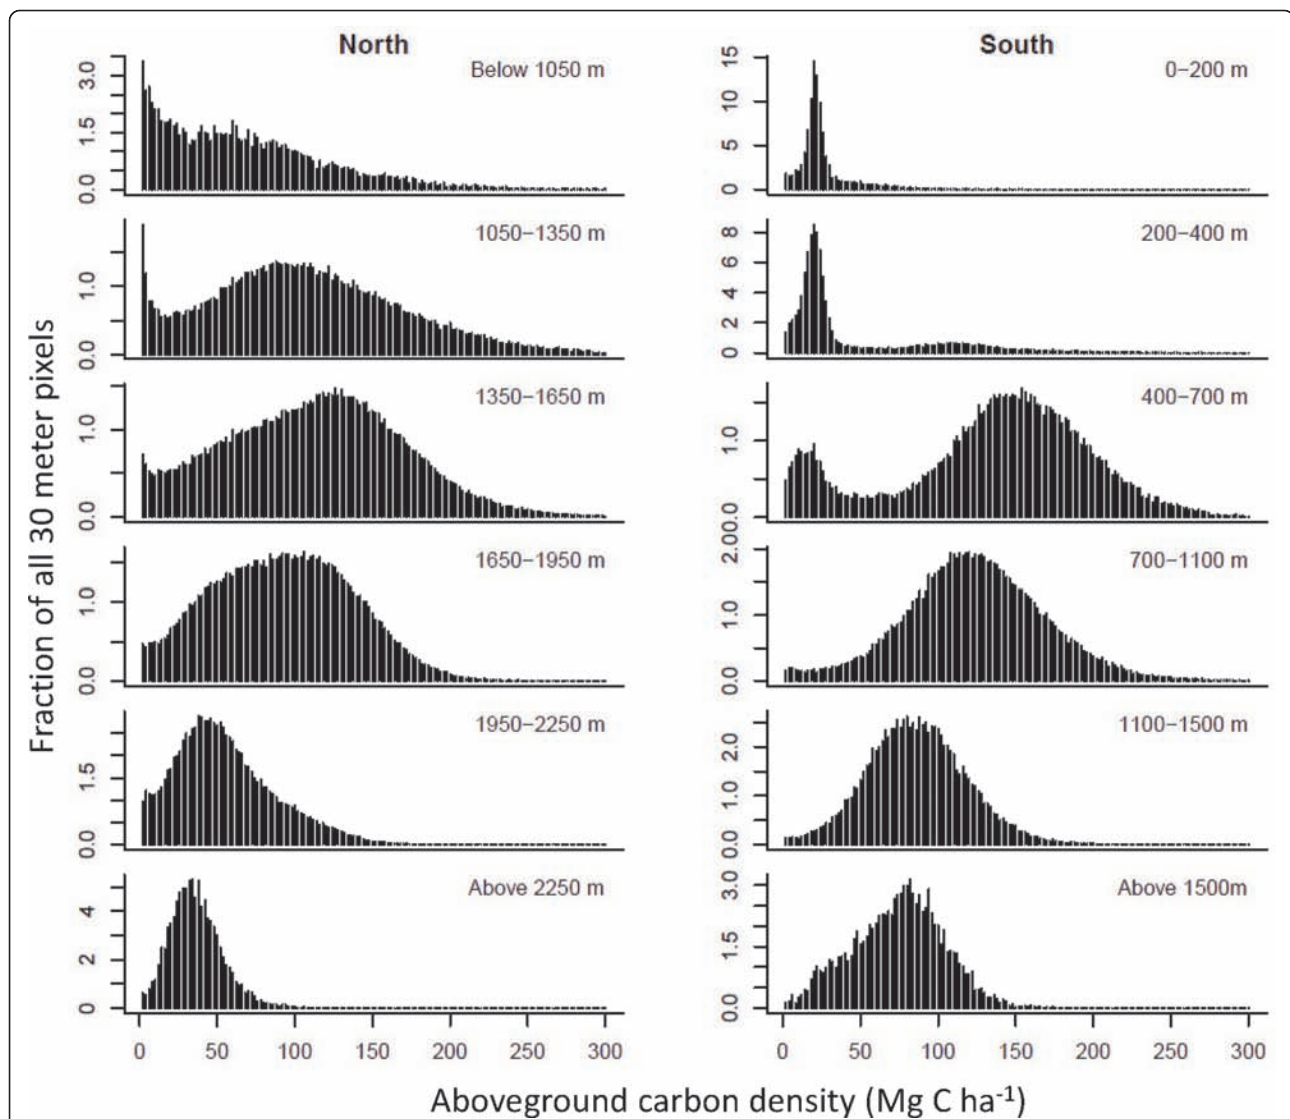 North
South
Below 1050 m
3.0
1.5
0.0
0−200 m
15
10
5
0
1050−1350 m
1.0
0.0
200−400 m
8
6
4
2
0
1350−1650 m
1.0
0.0
400−700 m
1.0
0.0
1650−1950 m
1.0
0.0
700−1100 m
2.00
1.0
0.0
1950−2250 m
1.5
0.0
1100−1500 m
2.0
1.0
0.0
Above 2250 m
4
2
0
Above 1500m
3.0
1.5
0.0
0 50 100 150 200 250 300
0 50 100 150 200 250 300
Fraction of all 30 meter pixels
Aboveground carbon density (Mg C ha-1)